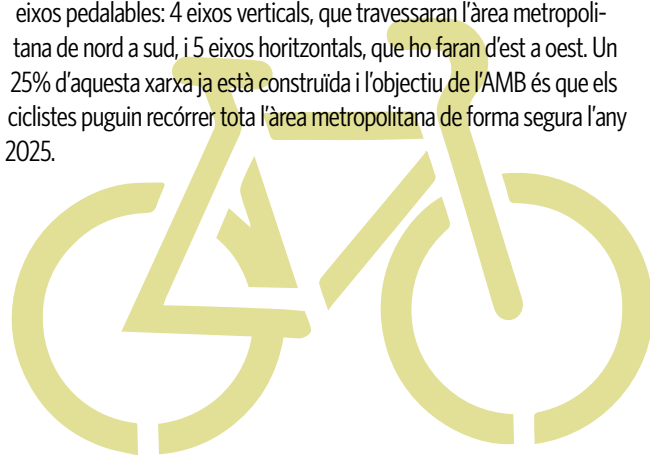 eixos pedalables: 4 eixos verticals, que travessaran l’àrea metropoli-
tana de nord a sud, i 5 eixos horitzontals, que ho faran d’est a oest. Un
25% d’aquesta xarxa ja està construïda i l’objectiu de l’AMB és que els
ciclistes puguin recórrer tota l’àrea metropolitana de forma segura l’any
2025.